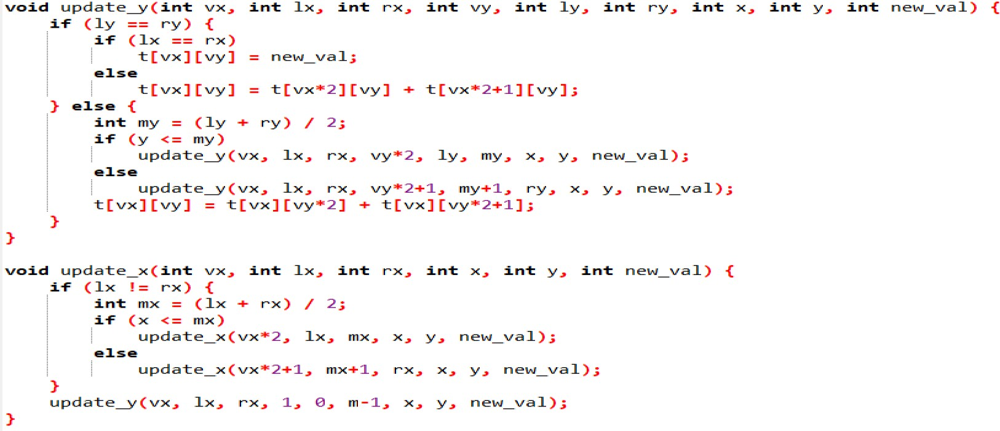 void update_y(int vx, int lx, int rx, int vy, int ly, int ry, int x, int y, int new_val) {
    if (ly == ry) {
        if (lx == rx)
            t[vx][vy] = new_val;
        else
            t[vx][vy] = t[vx*2][vy] + t[vx*2+1][vy];
    } else {
        int my = (ly + ry) / 2;
        if (y <= my)
            update_y(vx, lx, rx, vy*2, ly, my, x, y, new_val);
        else
            update_y(vx, lx, rx, vy*2+1, my+1, ry, x, y, new_val);
        t[vx][vy] = t[vx][vy*2] + t[vx][vy*2+1];
    }
}

void update_x(int vx, int lx, int rx, int x, int y, int new_val) {
    if (lx != rx) {
        int mx = (lx + rx) / 2;
        if (x <= mx)
            update_x(vx*2, lx, mx, x, y, new_val);
        else
            update_x(vx*2+1, mx+1, rx, x, y, new_val);
    }
    update_y(vx, lx, rx, 1, 0, m-1, x, y, new_val);
}